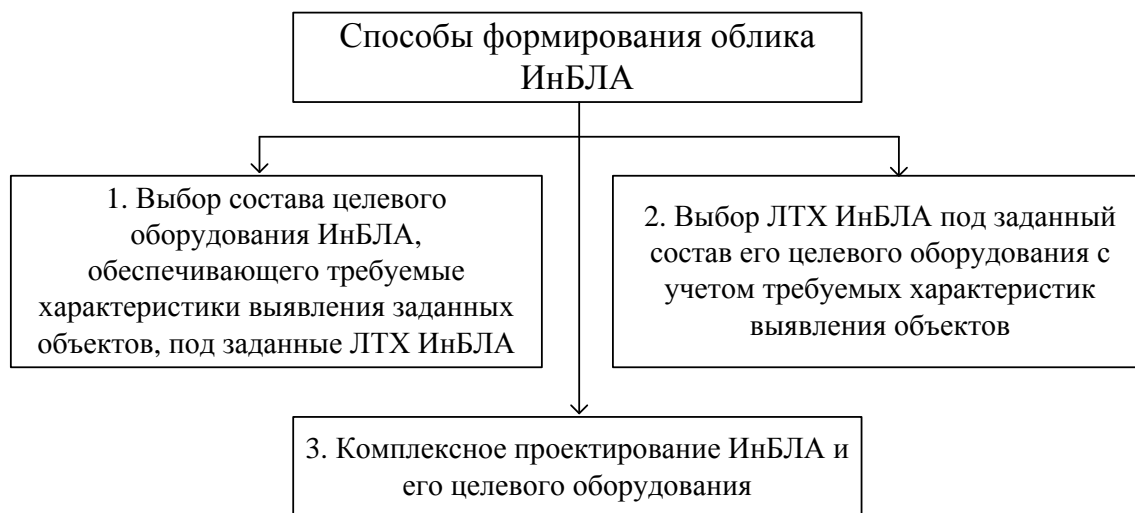 Способы формирования облика
ИнБЛА
1. Выбор состава целевого
оборудования ИнБЛА,
обеспечивающего требуемые
характеристики выявления заданных
объектов, под заданные ЛТХ ИнБЛА
2. Выбор ЛТХ ИнБЛА под заданный
состав его целевого оборудования с
учетом требуемых характеристик
выявления объектов
3. Комплексное проектирование ИнБЛА и
его целевого оборудования